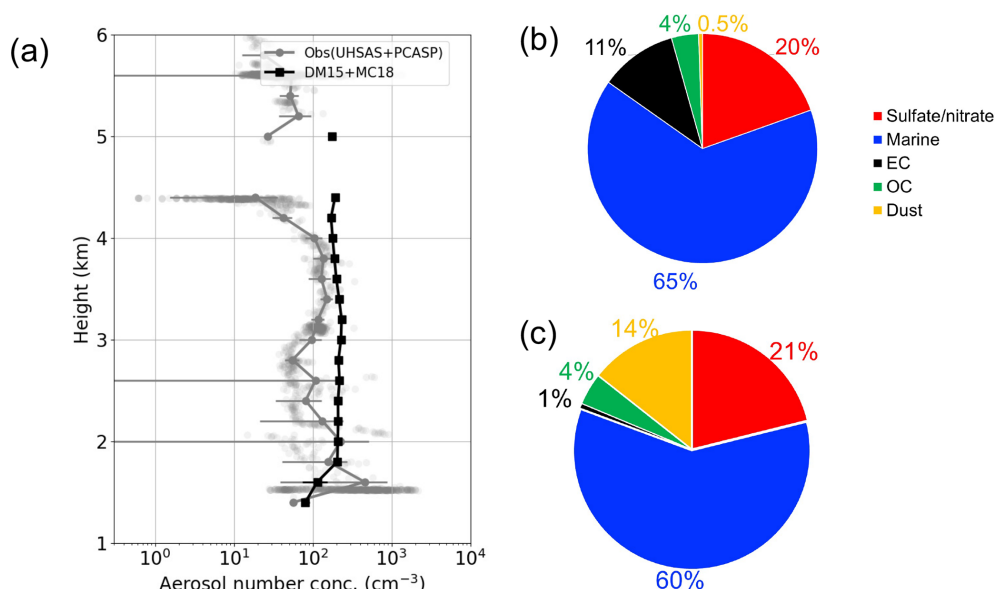 (a)
6
5
4
3
2
1
Height (km)
Obs(UHSAS+PCASP)
DM15+MC18
10⁰
10¹
10²
10³
10⁴
Aerosol number conc. (cm⁻³)
(b)
4%
0.5%
11%
20%
65%
Sulfate/nitrate
Marine
EC
OC
Dust
(c)
14%
21%
4%
1%
60%